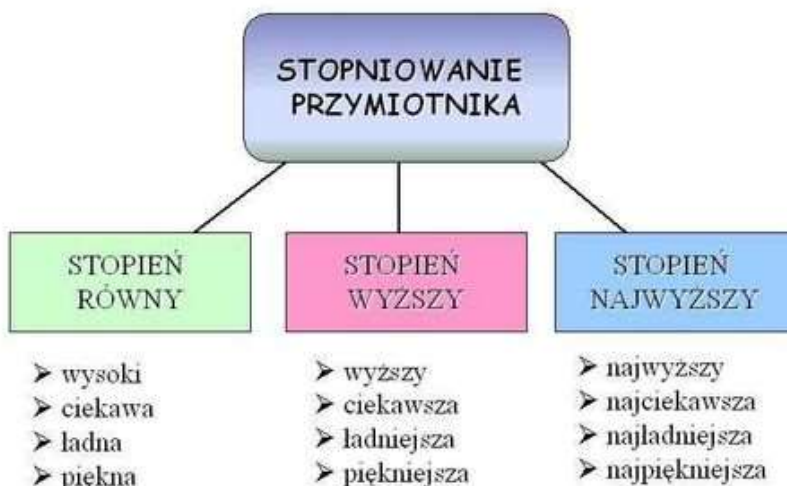 STOPNIOWANIE
PRZYMIOTNIKA
STOPIEŃ
RÓWNY
➢ wysoki
➢ ciekawa
➢ ładna
➢ piękna
STOPIEŃ
WYŻSZY
➢ wyższy
➢ ciekawsza
➢ ładniejsza
➢ piękniejsza
STOPIEŃ
NAJWYŻSZY
➢ najwyższy
➢ najciekawsza
➢ najładniejsza
➢ najpiękniejsza